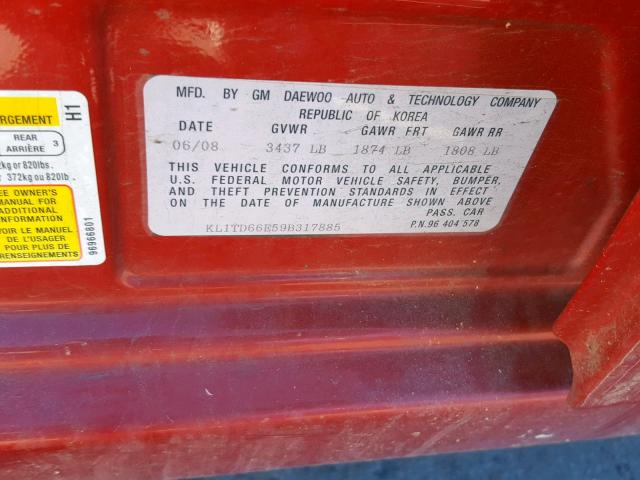 ARGEMENT
H1
REAR
ARRIÈRE 3
kg or 820lbs.
r 372kg ou 820lb.
EE OWNER'S
MANUAL FOR
ADDITIONAL
INFORMATION
VOIR LE MANUEL
DE L'USAGER
POUR PLUS DE
RENSEIGNEMENTS
96966801
MFD. BY GM DAEWOO AUTO & TECHNOLOGY COMPANY
REPUBLIC OF KOREA
DATE GVWR GAWR FRT GAWR RR
06/08 3437 LB 1874 LB 1808 LB
THIS VEHICLE CONFORMS TO ALL APPLICABLE
U.S. FEDERAL MOTOR VEHICLE SAFETY, BUMPER,
AND THEFT PREVENTION STANDARDS IN EFFECT
ON THE DATE OF MANUFACTURE SHOWN ABOVE
PASS. CAR
KL1TD66E59B317885 P.N.96 404 578